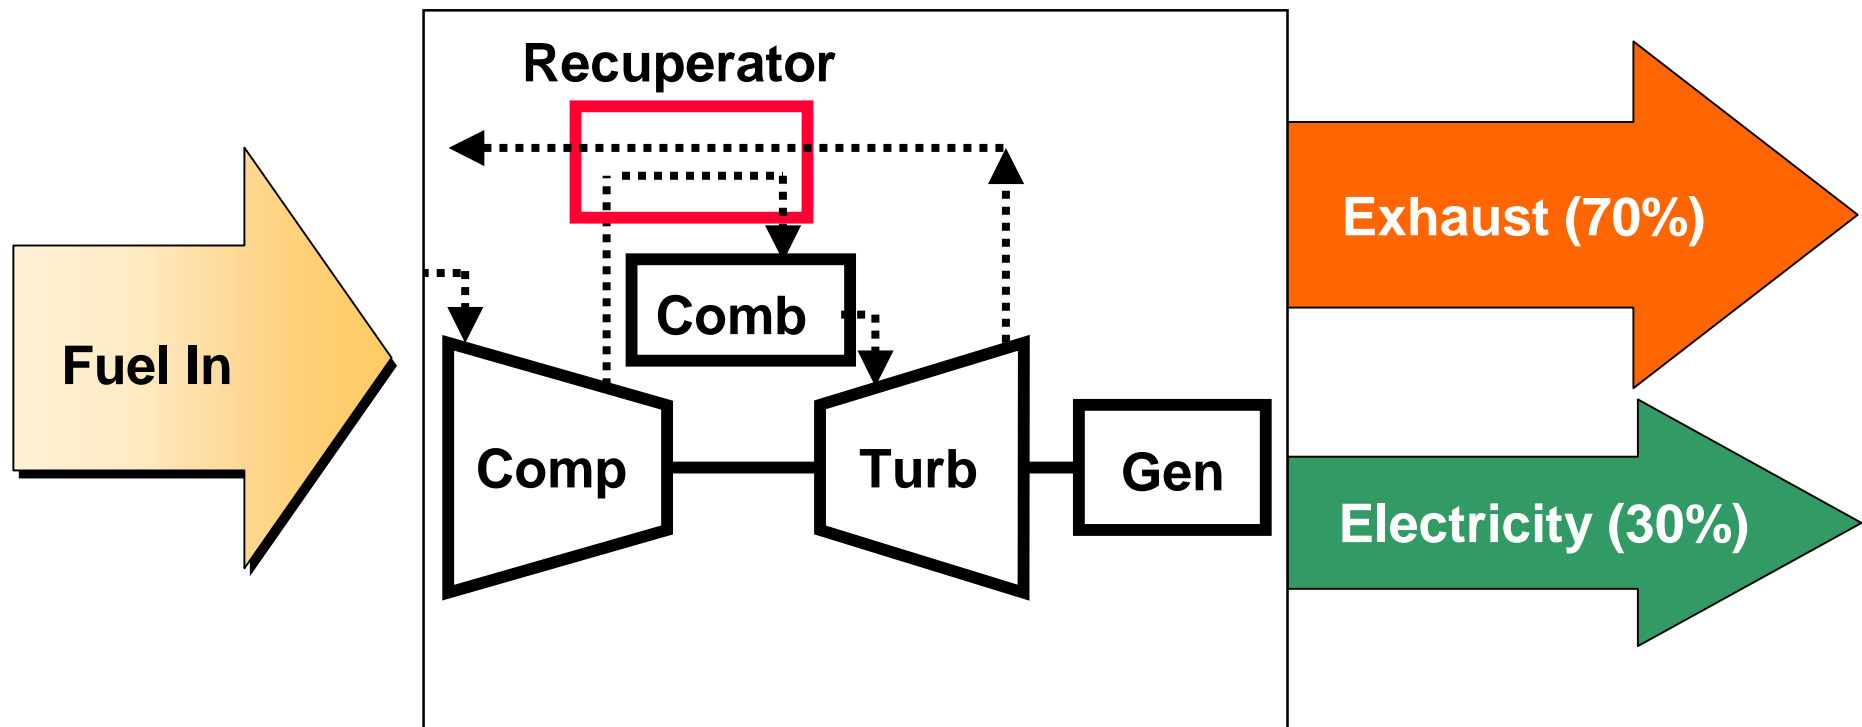 Recuperator
Exhaust (70%)
Comb
Fuel In
Comp
Turb
Gen
Electricity (30%)